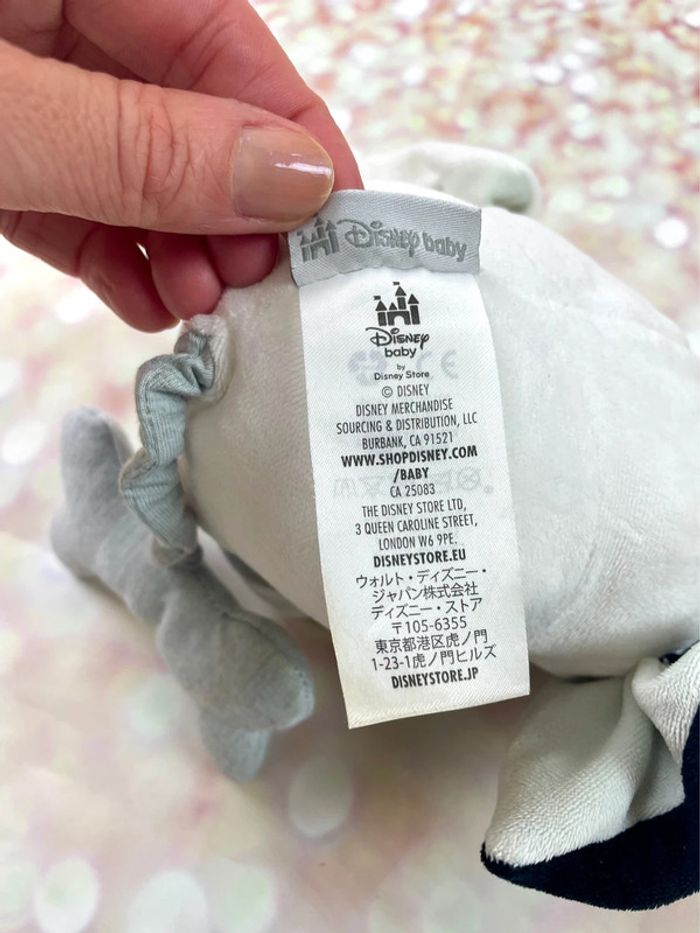 Disney baby
Disney
baby
by
Disney Store
© DISNEY
DISNEY MERCHANDISE
SOURCING & DISTRIBUTION, LLC
BURBANK, CA 91521
WWW.SHOPDISNEY.COM
/BABY
CA 25083
THE DISNEY STORE LTD,
3 QUEEN CAROLINE STREET,
LONDON W6 9PE.
DISNEYSTORE.EU
ウォルト・ディズニー・
ジャパン株式会社
ディズニー・ストア
〒105-6355
東京都港区虎ノ門
1-23-1虎ノ門ヒルズ
DISNEYSTORE.JP